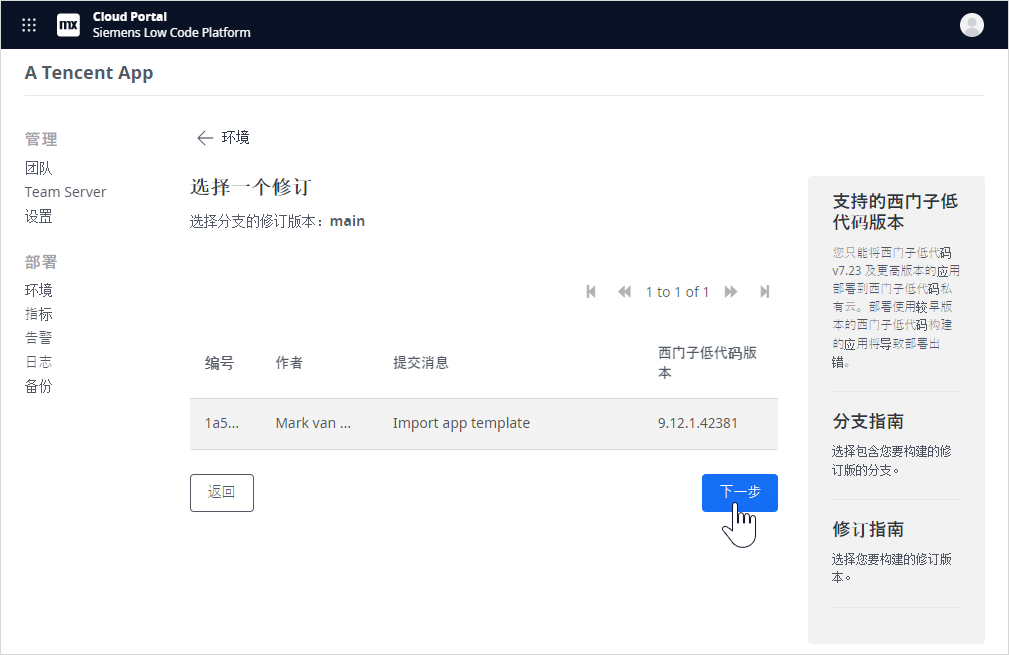 mx
Cloud Portal
Siemens Low Code Platform
A Tencent App
管理
团队
Team Server
设置
部署
环境
指标
告警
日志
备份
环境
选择一个修订
选择分支的修订版本：main
1 to 1 of 1
编号 作者 提交消息 西门子低代码版
本
1a5... Mark van ... Import app template 9.12.1.42381
返回
下一步
支持的西门子低
代码版本
您只能将西门子低代码
v7.23 及更高版本的应用
部署到西门子低代码私
有云。部署使用较早版
本的西门子低代码构建
的应用将导致部署出
错。
分支指南
选择包含您要构建的修
订版的分支。
修订指南
选择您要构建的修订版
本。